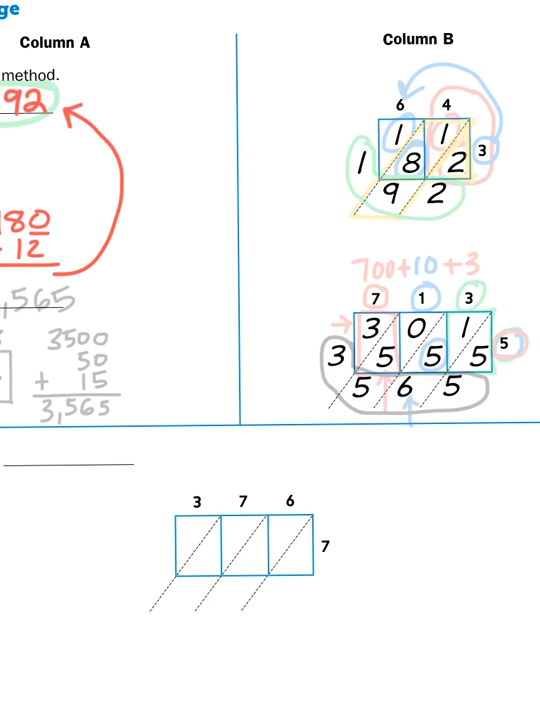 ge
Column A
method.
92
80
12
,565
3500
50
+ 15
3,565
Column B
6 4
1 1
1 8 2 3
9 2
700+10+3
7 1 3
3 0 1
3 5 5 5 5
5 6 5
3 7 6
7